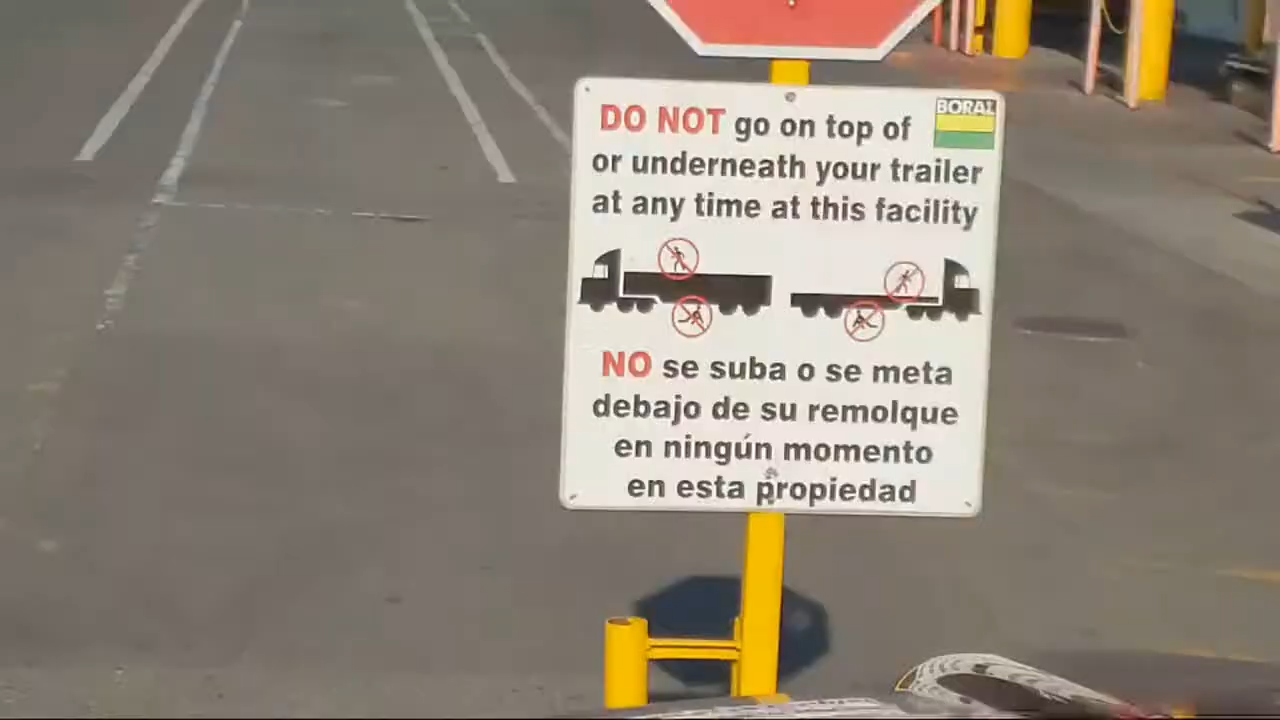 BORAL
DO NOT go on top of
or underneath your trailer
at any time at this facility
NO se suba o se meta
debajo de su remolque
en ningún momento
en esta propiedad